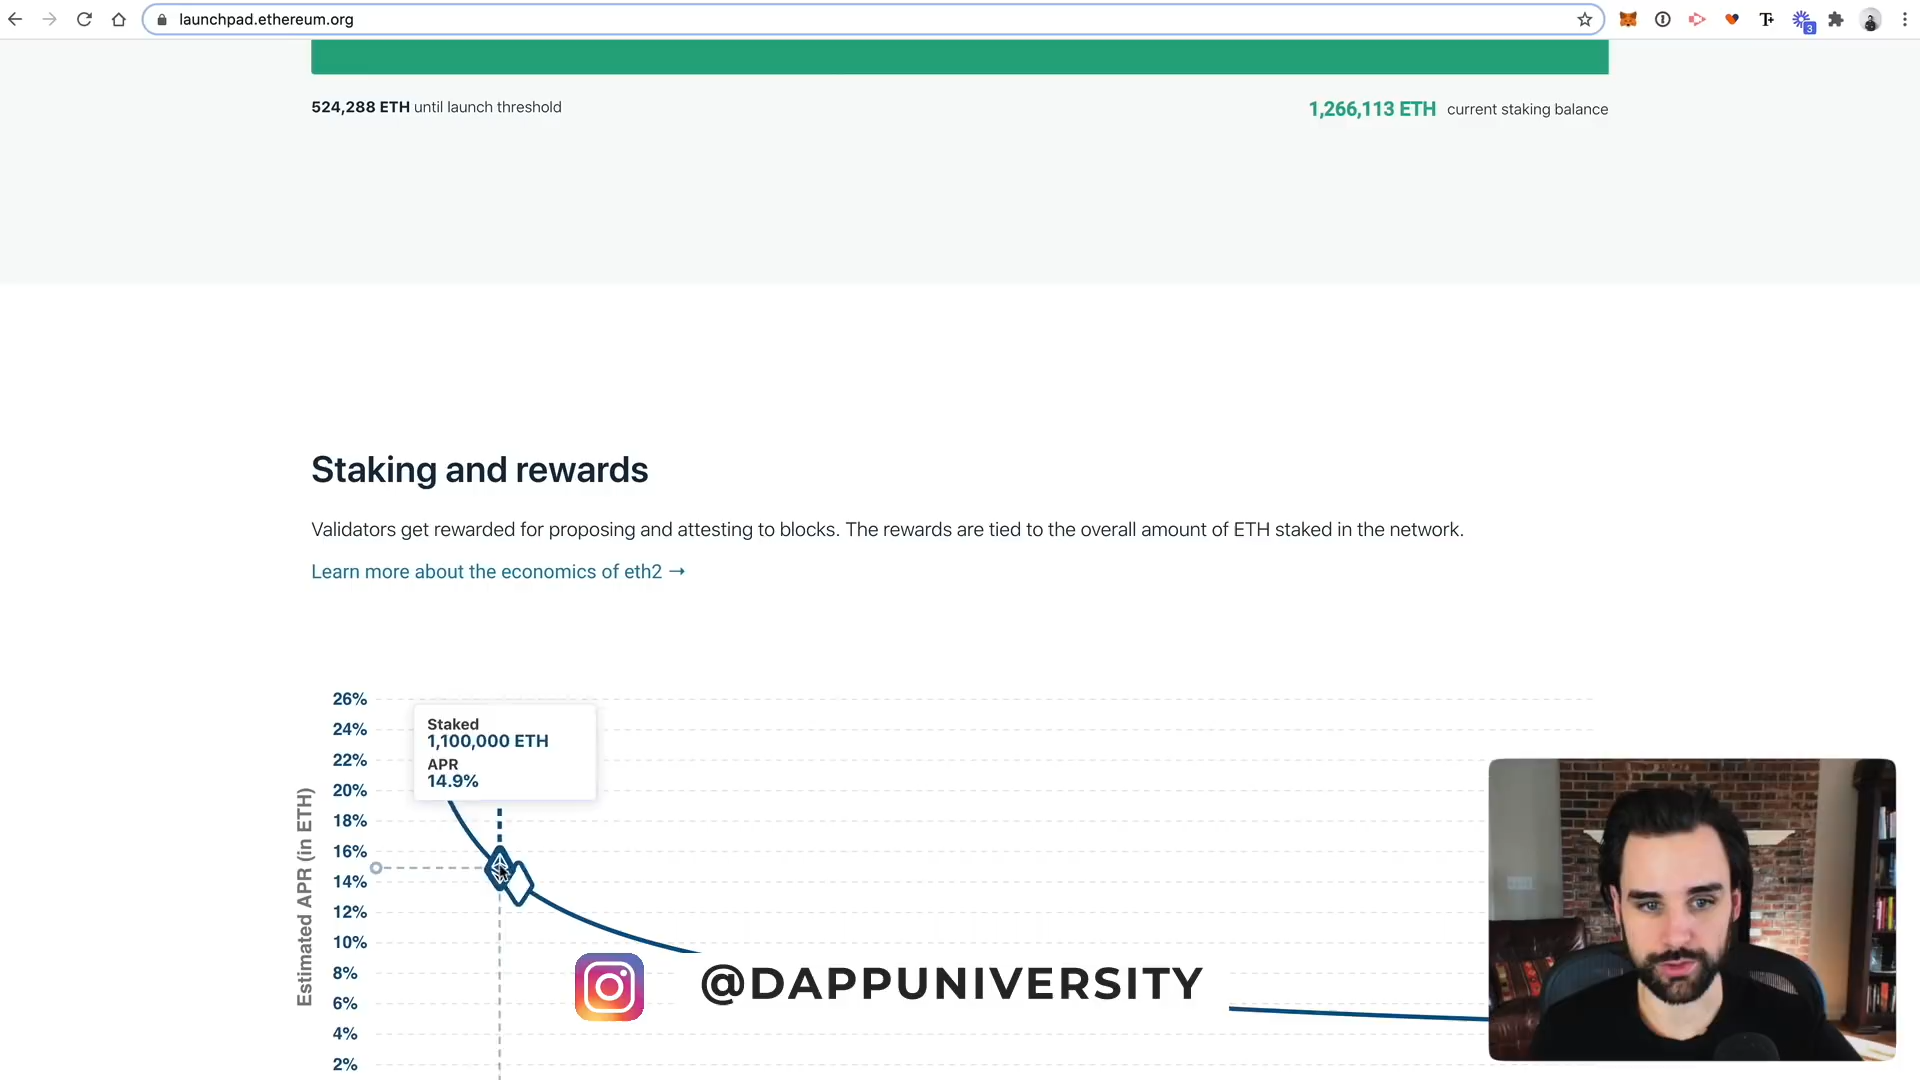 launchpad.ethereum.org
3
524,288 ETH until launch threshold
1,266,113 ETH current staking balance
Staking and rewards
Validators get rewarded for proposing and attesting to blocks. The rewards are tied to the overall amount of ETH staked in the network.
Learn more about the economics of eth2 →
Estimated APR (in ETH)
26%
24%
22%
20%
18%
16%
14%
12%
10%
8%
6%
4%
2%
Staked
1,100,000 ETH
APR
14.9%
@DAPPUNIVERSITY